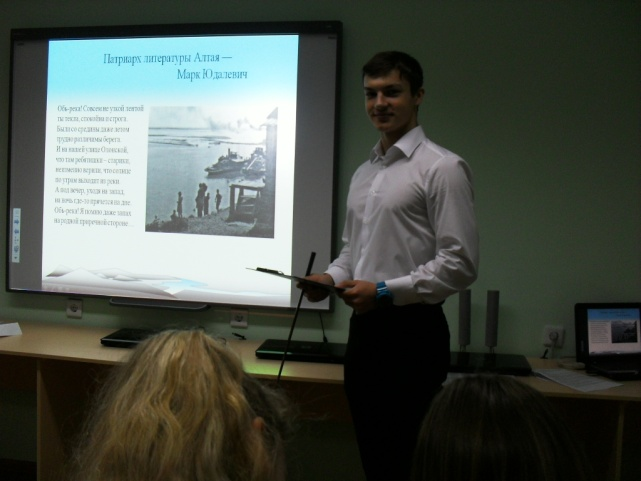 Патриарх литературы Алтая —
Марк Юдалевич
Обь-река! Совсем не узкой лентой
ты текла, спокойна и строга.
Было со средины даже летом
трудно различимы берега.
И на нашей улице Олонской,
что там ребятишки – старики,
неизменно верили, что солнце
по утрам выходит из реки.
А под вечер, уходя на запад,
на ночь где-то прячется на дне.
Обь-река! Я помню даже запах
на родной приречной стороне…